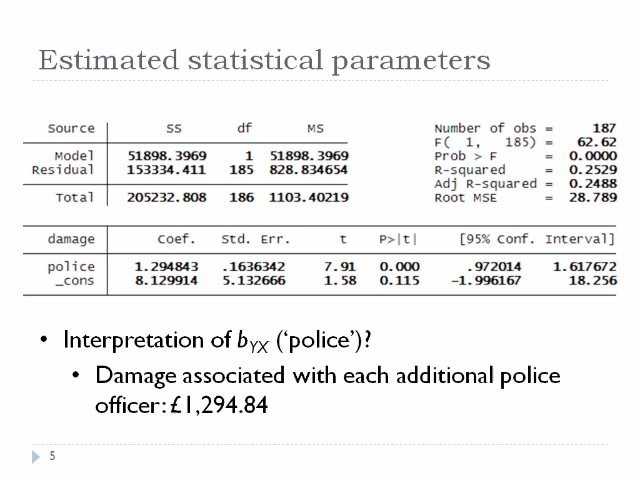 Estimated statistical parameters
Source | SS df MS Number of obs = 187
F( 1, 185) = 62.62
Model | 51898.3969 1 51898.3969 Prob > F = 0.0000
Residual | 153334.411 185 828.834654 R-squared = 0.2529
Adj R-squared = 0.2488
Total | 205232.808 186 1103.40219 Root MSE = 28.789
damage | Coef. Std. Err. t P>|t| [95% Conf. Interval]
police | 1.294843 .1636342 7.91 0.000 .972014 1.617672
_cons | 8.129914 5.132666 1.58 0.115 -1.996167 18.256
• Interpretation of bYX (‘police’)?
• Damage associated with each additional police
officer: £1,294.84
5